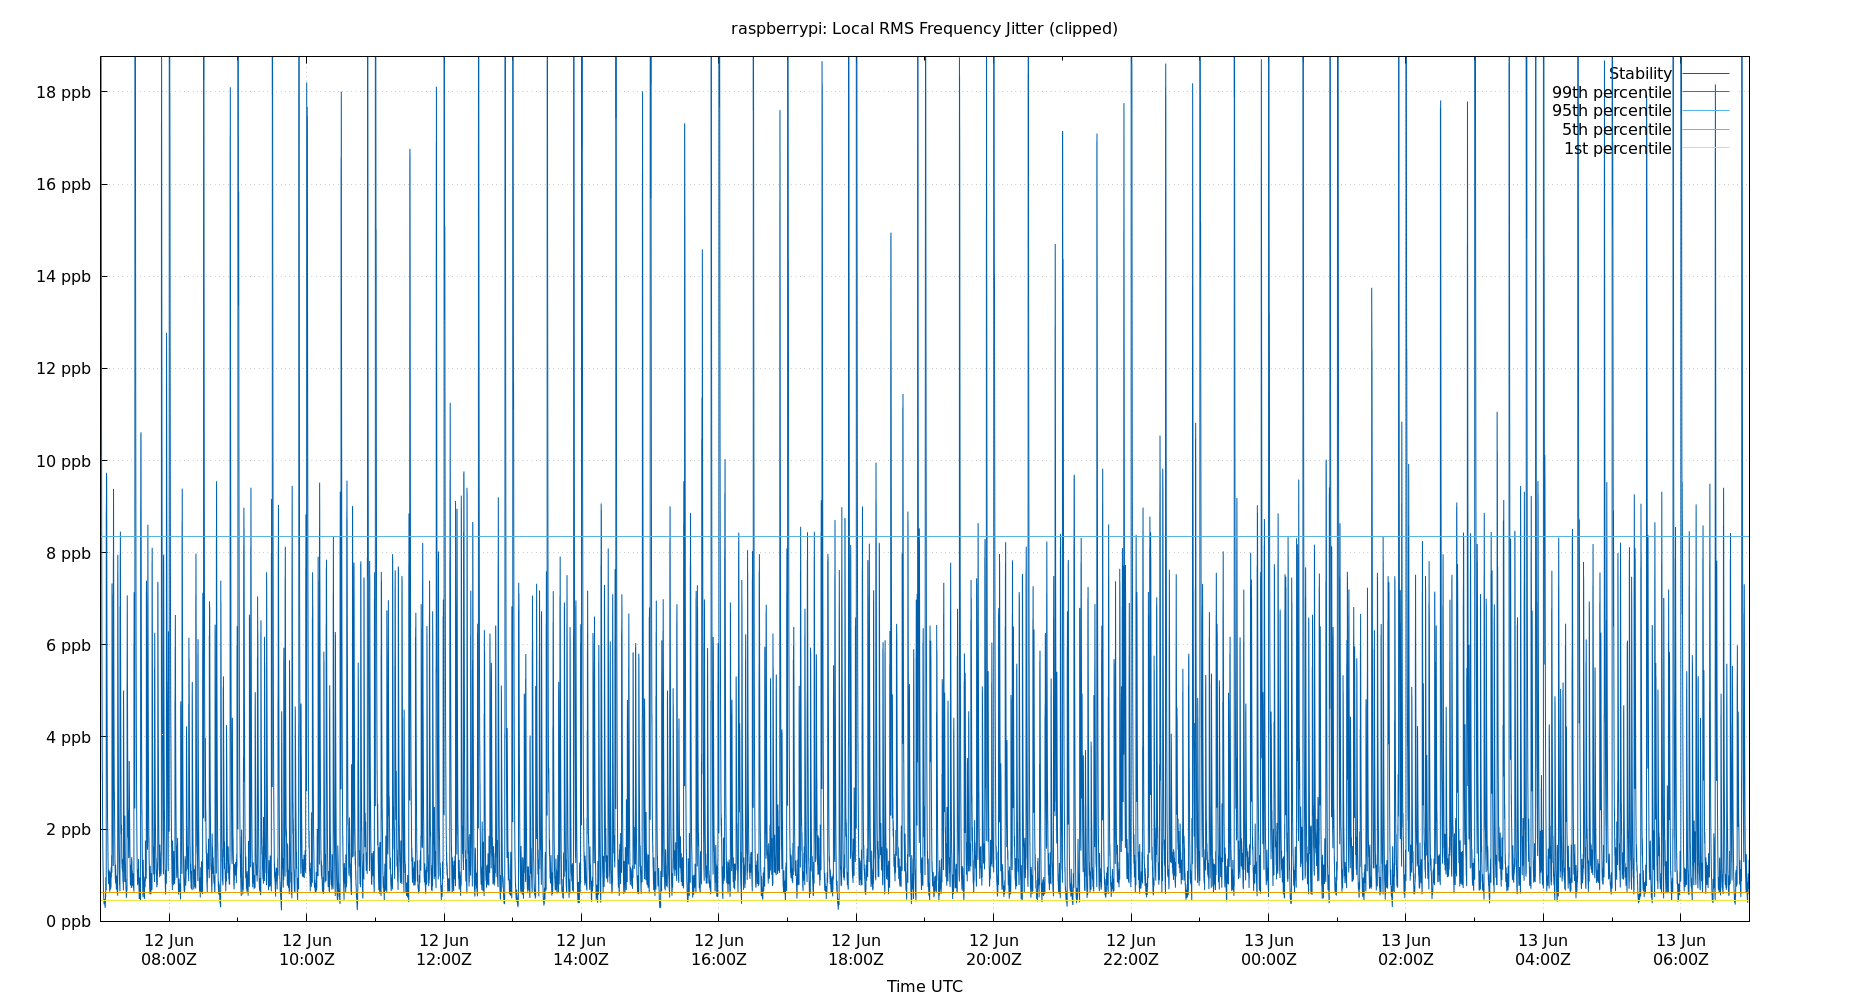 raspberrypi: Local RMS Frequency Jitter (clipped)
Stability
99th percentile
95th percentile
5th percentile
1st percentile
18 ppb
16 ppb
14 ppb
12 ppb
10 ppb
8 ppb
6 ppb
4 ppb
2 ppb
0 ppb
12 Jun 12 Jun 12 Jun 12 Jun 12 Jun 12 Jun 12 Jun 12 Jun 13 Jun 13 Jun 13 Jun 13 Jun
08:00Z 10:00Z 12:00Z 14:00Z 16:00Z 18:00Z 20:00Z 22:00Z 00:00Z 02:00Z 04:00Z 06:00Z
Time UTC